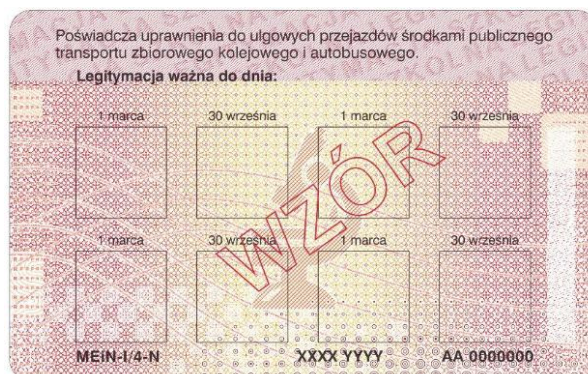 Poświadcza uprawnienia do ulgowych przejazdów środkami publicznego
transportu zbiorowego kolejowego i autobusowego.
Legitymacja ważna do dnia:
1 marca 30 września 1 marca 30 września
WZÓR
1 marca 30 września 1 marca 30 września
MEiN-I/4-N XXXX YYYY AA 0000000